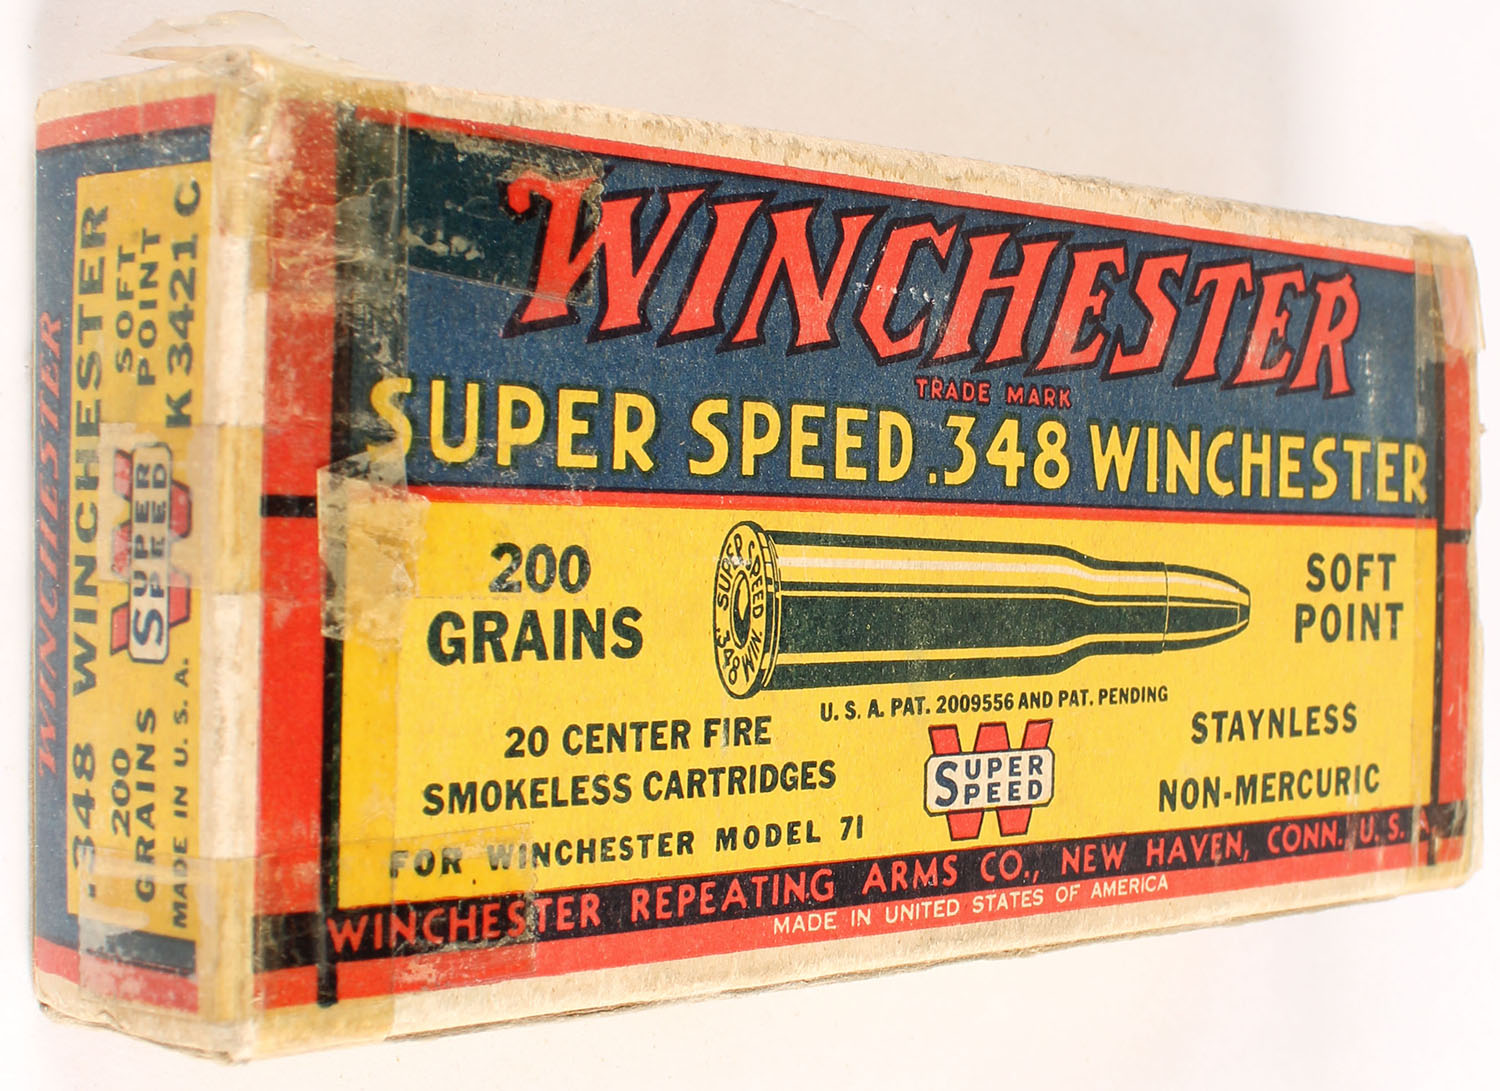 WINCHESTER
TRADE MARK
SUPER SPEED .348 WINCHESTER
200
GRAINS
SUPER SPEED .348 WIN
SOFT
POINT
U. S. A. PAT. 2009556 AND PAT. PENDING
20 CENTER FIRE
SMOKELESS CARTRIDGES
FOR WINCHESTER MODEL 71
SUPER
SPEED
STAYNLESS
NON-MERCURIC
WINCHESTER REPEATING ARMS CO., NEW HAVEN, CONN. U. S. A.
MADE IN UNITED STATES OF AMERICA
WINCHESTER
.348 WINCHESTER
200
GRAINS
SUPER
SPEED
SOFT
POINT
MADE IN U. S. A.
K 3421 C